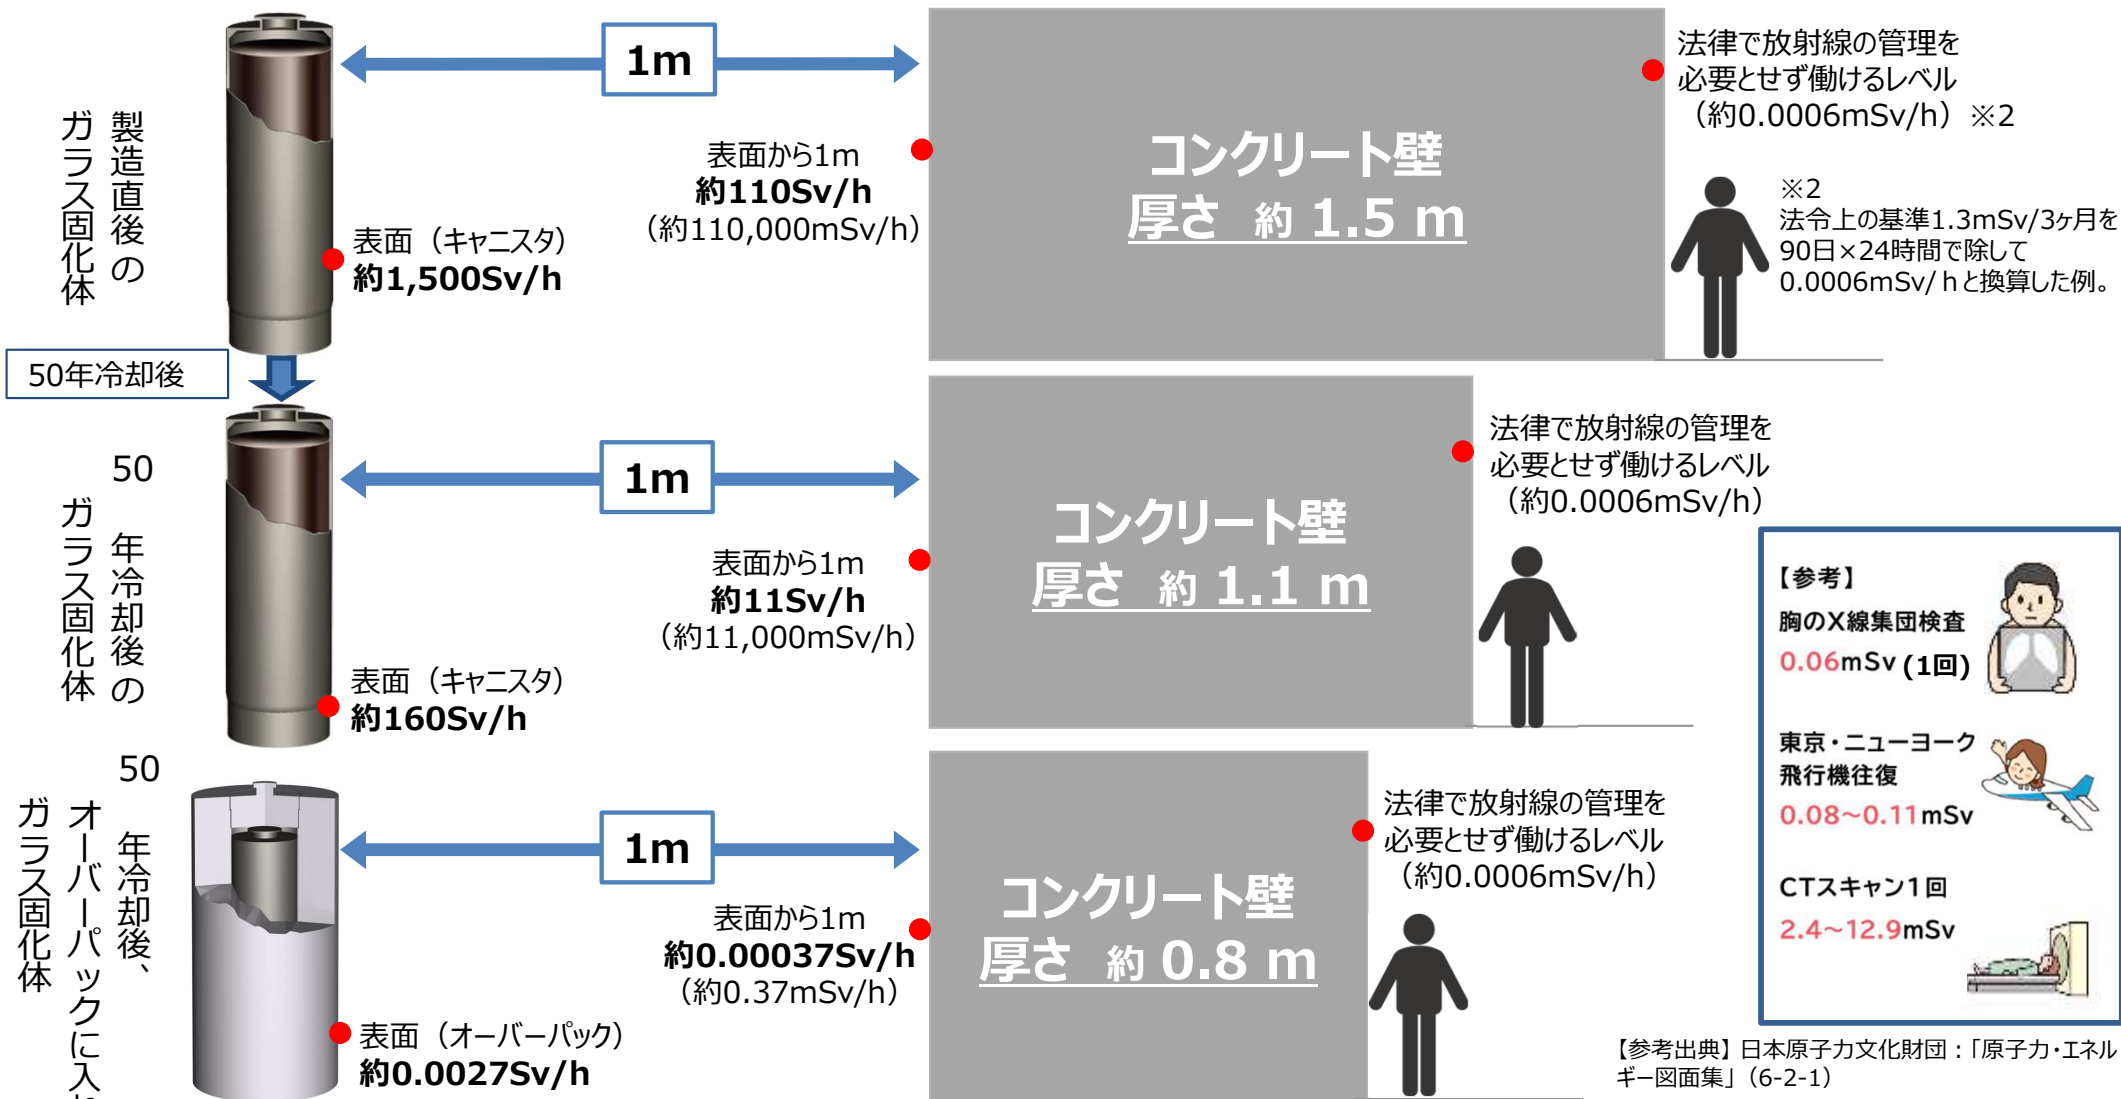 製造直後の
ガラス固化体
表面（キャニスタ）
約1,500Sv/h
1m
表面から1m
約110Sv/h
（約110,000mSv/h）
コンクリート壁
厚さ 約 1.5 m
法律で放射線の管理を
必要とせず働けるレベル
（約0.0006mSv/h）※2
※2
法令上の基準1.3mSv/3ヶ月を
90日×24時間で除して
0.0006mSv/ｈと換算した例。
50年冷却後
50
年冷却後の
ガラス固化体
表面（キャニスタ）
約160Sv/h
1m
表面から1m
約11Sv/h
（約11,000mSv/h）
コンクリート壁
厚さ 約 1.1 m
法律で放射線の管理を
必要とせず働けるレベル
（約0.0006mSv/h）
50
年冷却後、
オーバーパックに入
ガラス固化体
表面（オーバーパック）
約0.0027Sv/h
1m
表面から1m
約0.00037Sv/h
（約0.37mSv/h）
コンクリート壁
厚さ 約 0.8 m
法律で放射線の管理を
必要とせず働けるレベル
（約0.0006mSv/h）
【参考】
胸のX線集団検査
0.06mSv (1回)
東京・ニューヨーク
飛行機往復
0.08～0.11mSv
CTスキャン1回
2.4～12.9mSv
【参考出典】日本原子力文化財団：「原子力・エネル
ギー図面集」（6-2-1）